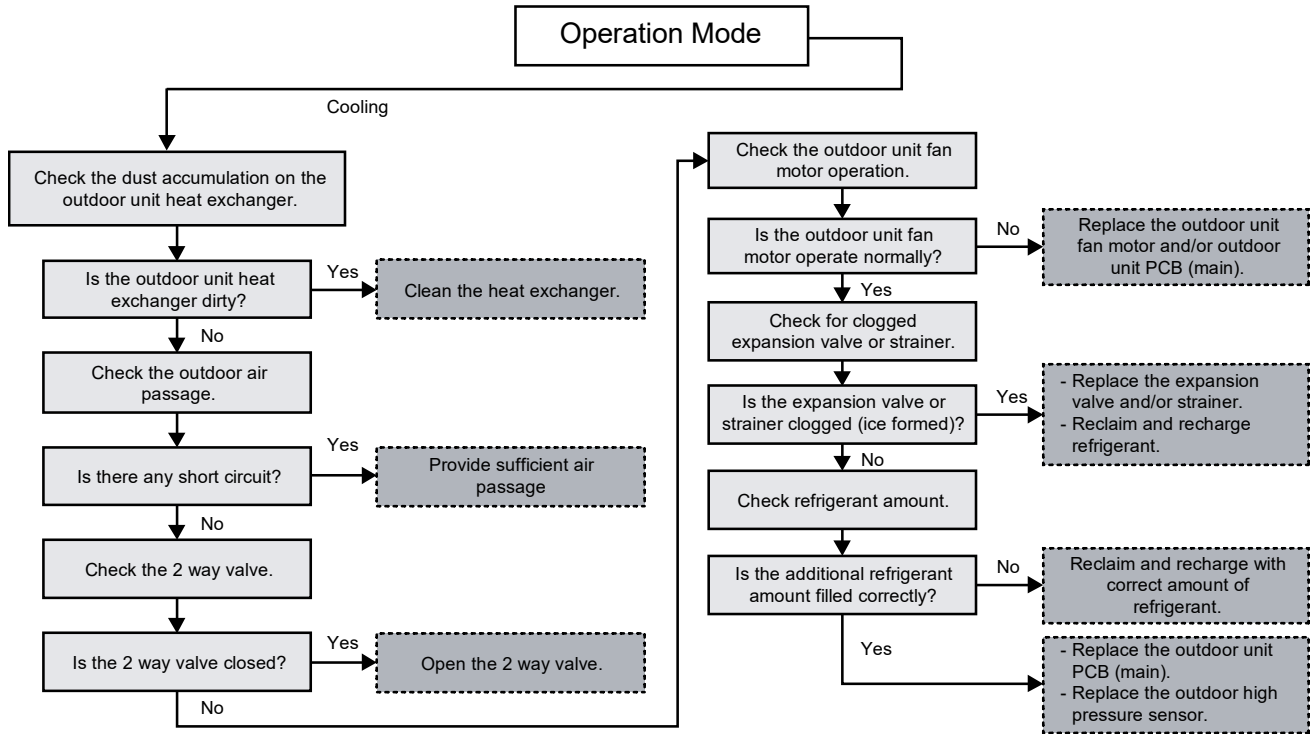 Operation Mode
Cooling
Check the dust accumulation on the
outdoor unit heat exchanger.
Is the outdoor unit heat
exchanger dirty?
Yes
Clean the heat exchanger.
No
Check the outdoor air
passage.
Is there any short circuit?
Yes
Provide sufficient air
passage
No
Check the 2 way valve.
Is the 2 way valve closed?
Yes
Open the 2 way valve.
No
Check the outdoor unit fan
motor operation.
Is the outdoor unit fan
motor operate normally?
No
Replace the outdoor unit
fan motor and/or outdoor
unit PCB (main).
Yes
Check for clogged
expansion valve or strainer.
Is the expansion valve or
strainer clogged (ice formed)?
Yes
- Replace the expansion
valve and/or strainer.
- Reclaim and recharge
refrigerant.
No
Check refrigerant amount.
Is the additional refrigerant
amount filled correctly?
No
Reclaim and recharge with
correct amount of
refrigerant.
Yes
- Replace the outdoor unit
PCB (main).
- Replace the outdoor high
pressure sensor.